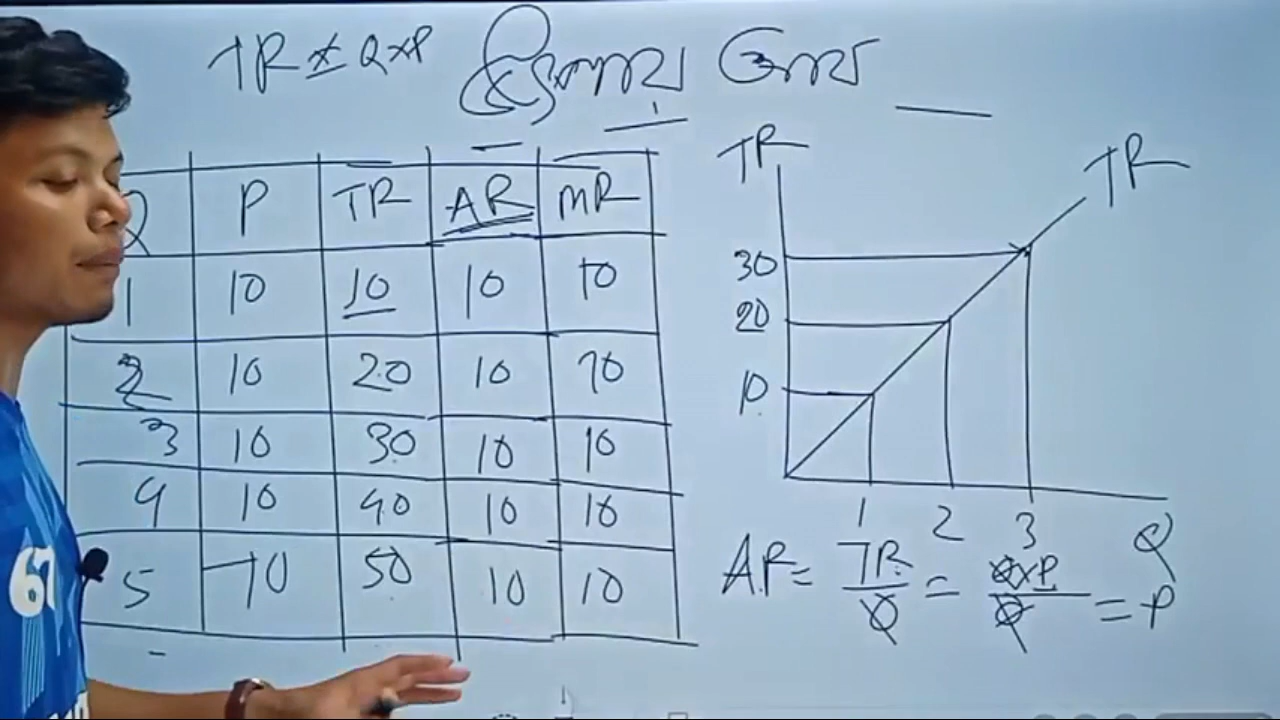 TR = Q×P
TR
TR
Q P TR AR MR
1 10 10 10 10
2 10 20 10 10
3 10 30 10 10
4 10 40 10 10
5 10 50 10 10
30
20
10
1 2 3 Q
AR = TR/Q = Q×P/Q = P
67